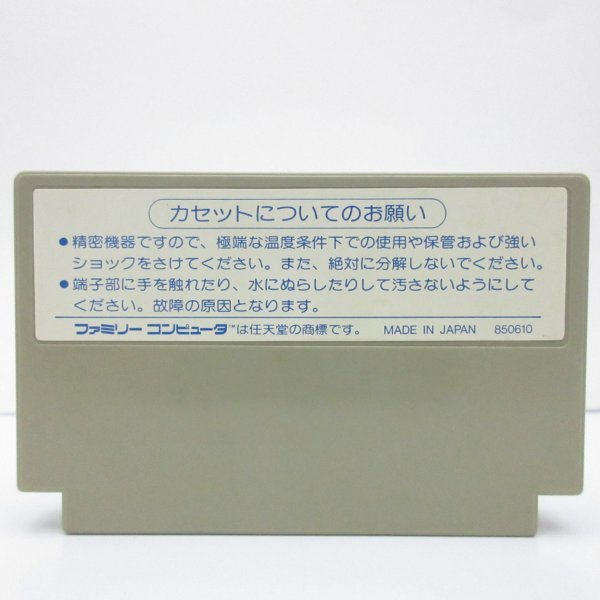 カセットについてのお願い
●精密機器ですので、極端な温度条件下での使用や保管および強い
ショックをさけてください。また、絶対に分解しないでください。
●端子部に手を触れたり、水にぬらしたりして汚さないようにして
ください。故障の原因となります。
ファミリーコンピュータ™は任天堂の商標です。 MADE IN JAPAN 850610